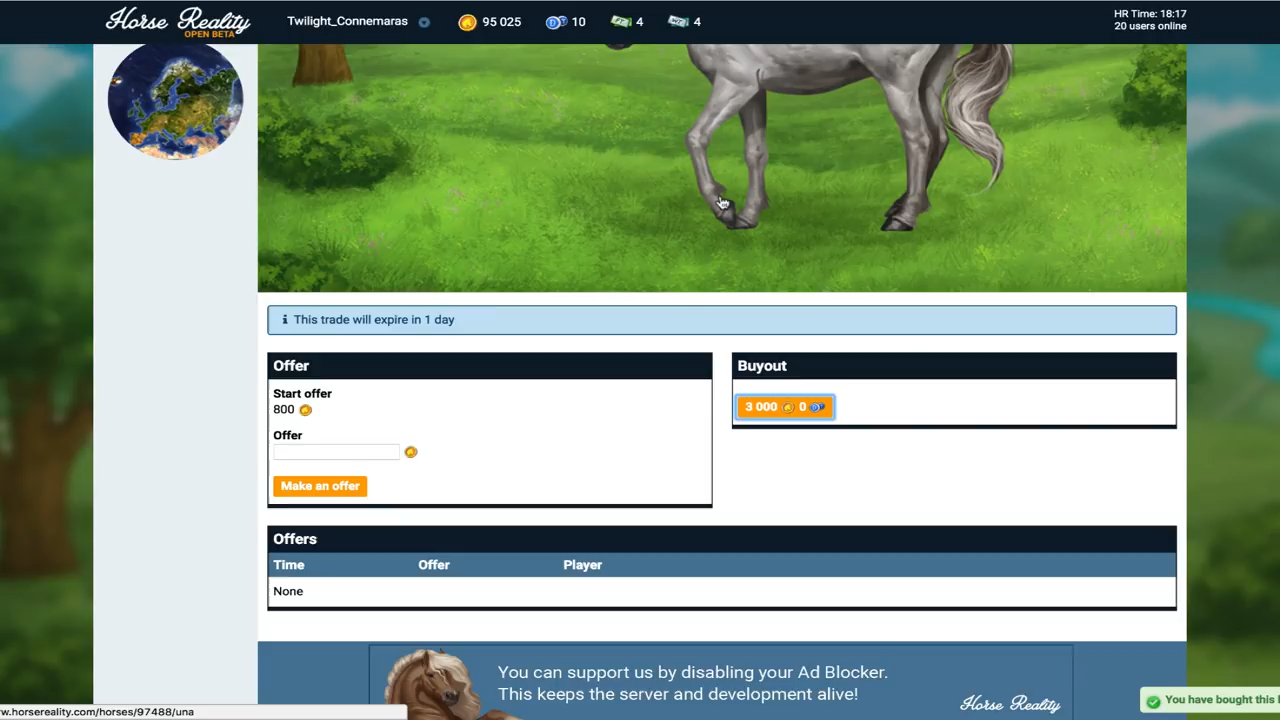 Horse Reality
OPEN BETA
Twilight_Connemaras
95 025
10
4
4
HR Time: 18:17
20 users online
This trade will expire in 1 day
Offer
Start offer
800
Offer
Make an offer
Buyout
3 000 0
Offers
Time Offer Player
None
You can support us by disabling your Ad Blocker.
This keeps the server and development alive!
Horse Reality
You have bought this
w.horsereality.com/horses/97488/una